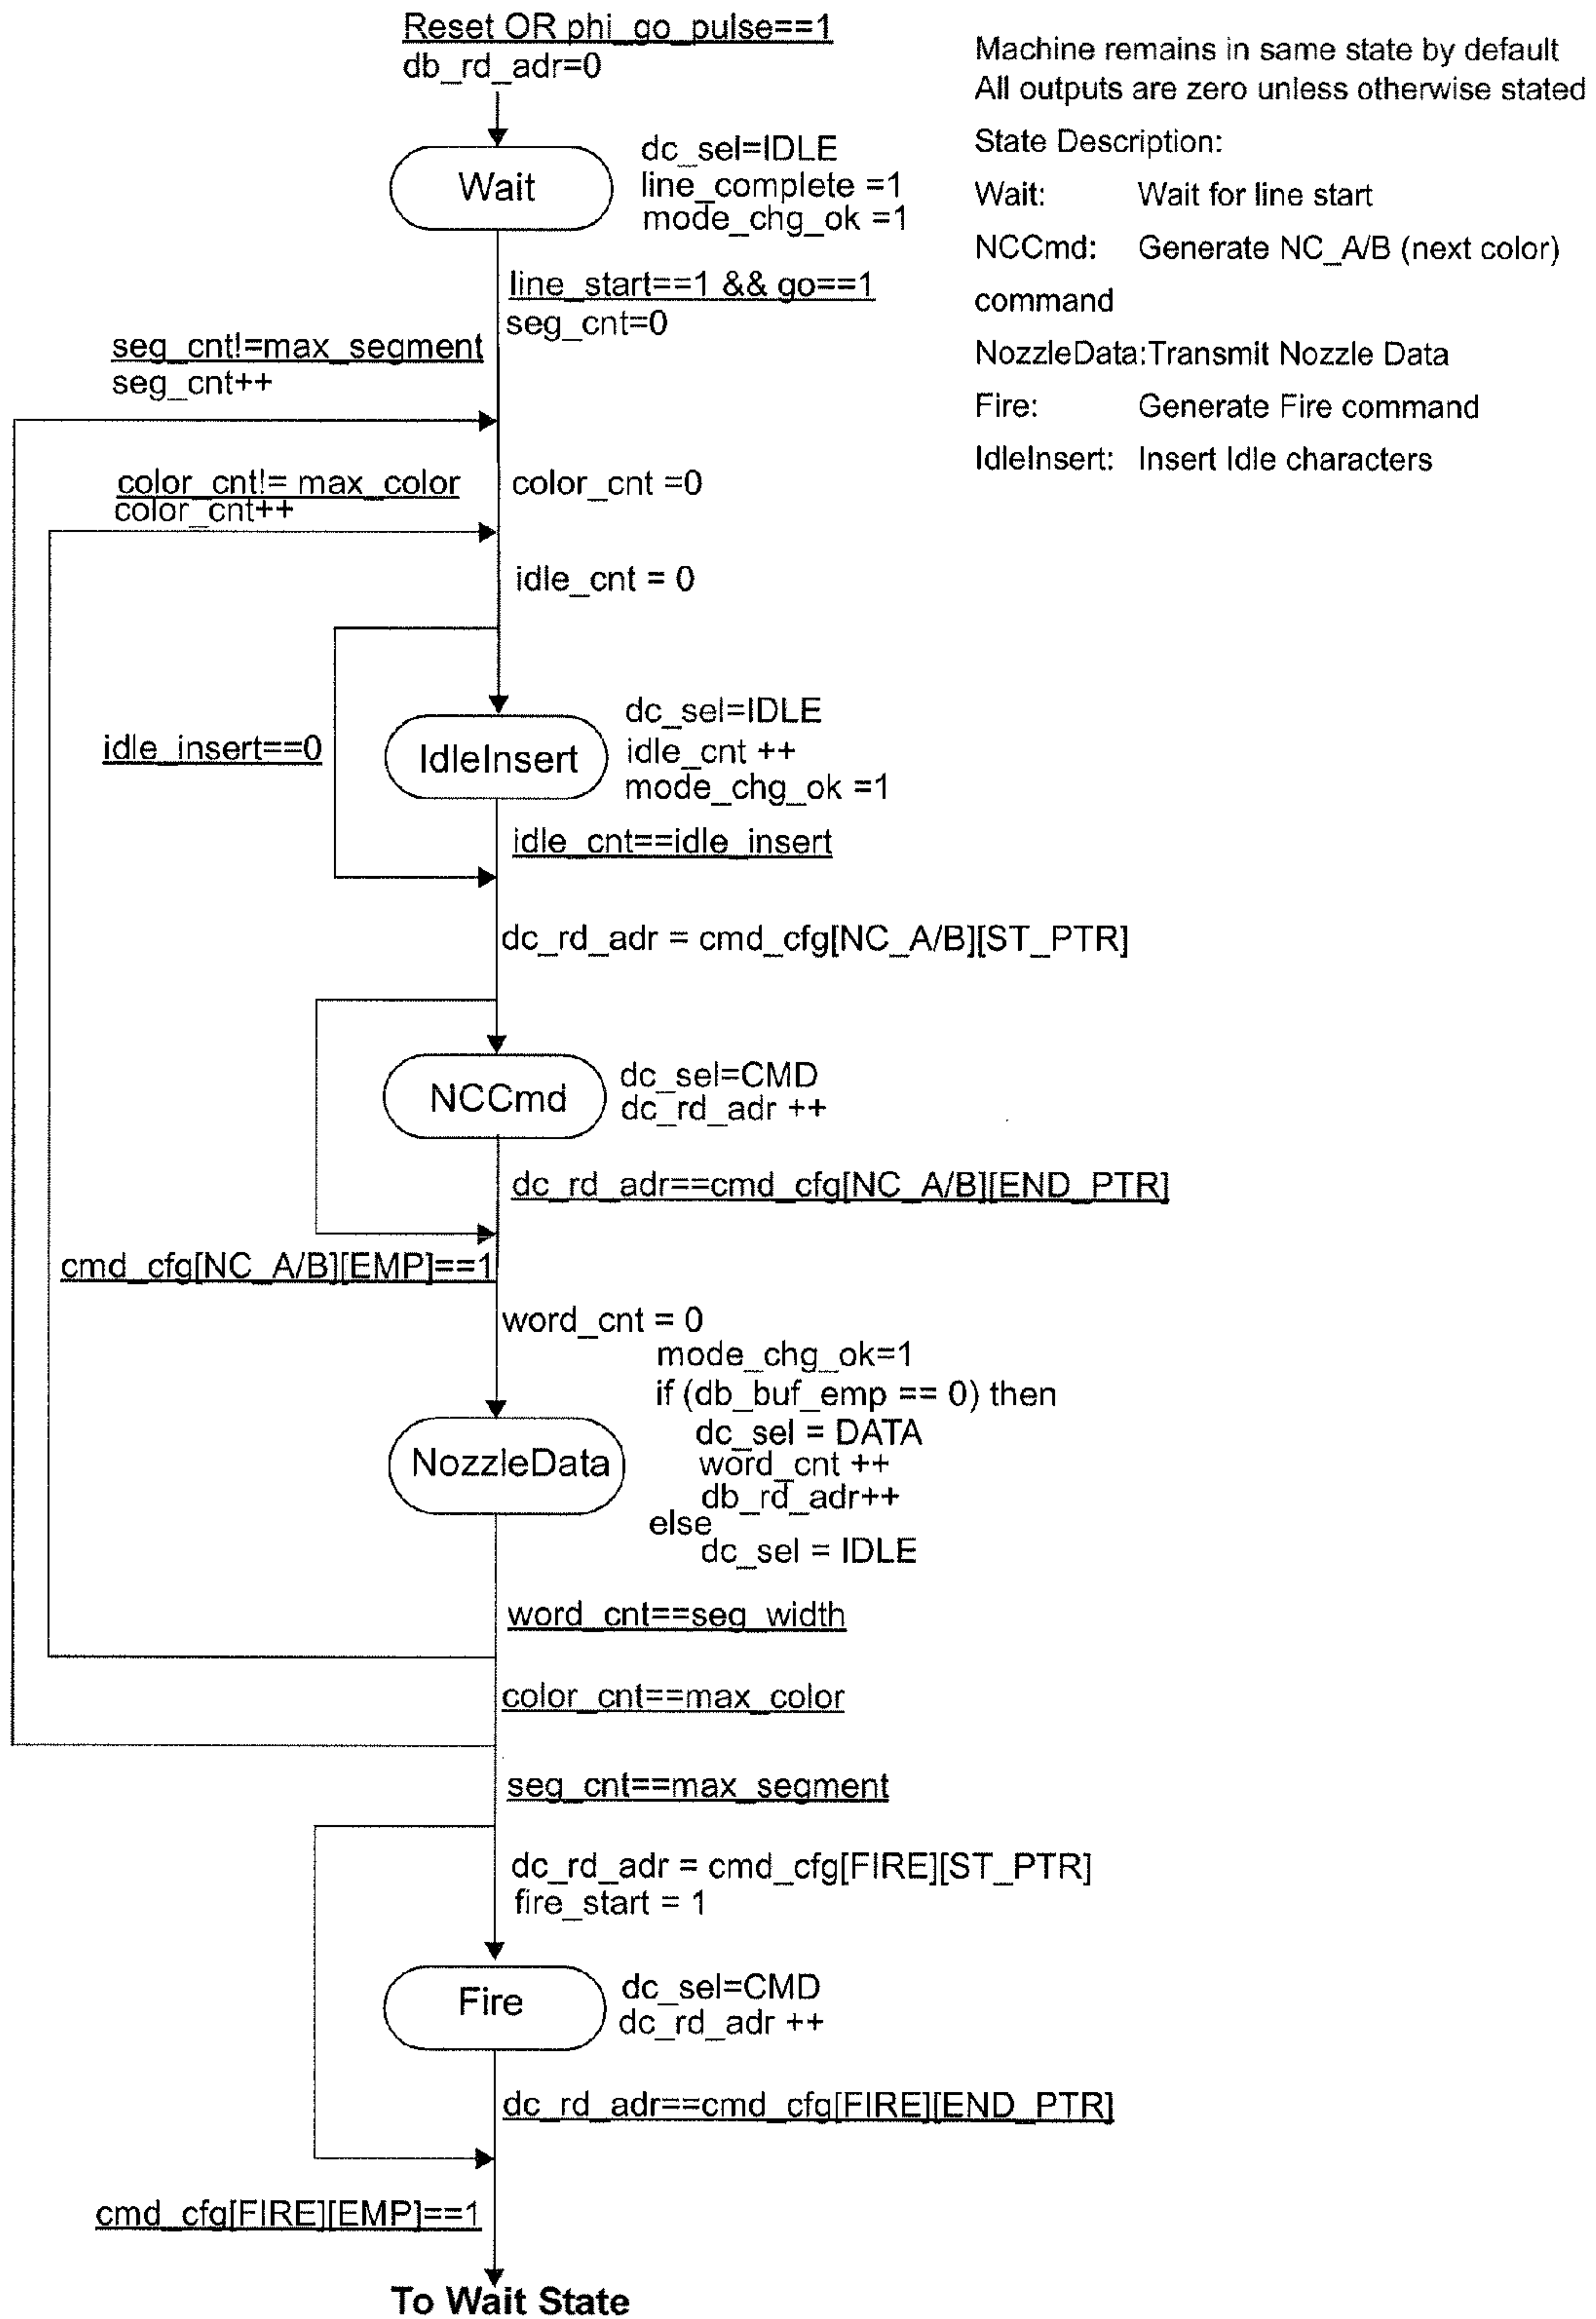 Reset OR phi_go_pulse==1
db_rd_adr=0
Machine remains in same state by default
All outputs are zero unless otherwise stated
State Description:
Wait: Wait for line start
NCCmd: Generate NC_A/B (next color)
command
NozzleData:Transmit Nozzle Data
Fire: Generate Fire command
IdleInsert: Insert Idle characters
Wait
dc_sel=IDLE
line_complete =1
mode_chg_ok =1
line_start==1 && go==1
seg_cnt=0
seg_cnt!=max_segment
seg_cnt++
color_cnt!= max_color
color_cnt++
color_cnt =0
idle_cnt = 0
idle_insert==0
IdleInsert
dc_sel=IDLE
idle_cnt ++
mode_chg_ok =1
idle_cnt==idle_insert
dc_rd_adr = cmd_cfg[NC_A/B][ST_PTR]
NCCmd
dc_sel=CMD
dc_rd_adr ++
dc_rd_adr==cmd_cfg[NC_A/B][END_PTR]
cmd_cfg[NC_A/B][EMP]==1
word_cnt = 0
NozzleData
mode_chg_ok=1
if (db_buf_emp == 0) then
dc_sel = DATA
word_cnt ++
db_rd_adr++
else
dc_sel = IDLE
word_cnt==seg_width
color_cnt==max_color
seg_cnt==max_segment
dc_rd_adr = cmd_cfg[FIRE][ST_PTR]
fire_start = 1
Fire
dc_sel=CMD
dc_rd_adr ++
dc_rd_adr==cmd_cfg[FIRE][END_PTR]
cmd_cfg[FIRE][EMP]==1
To Wait State